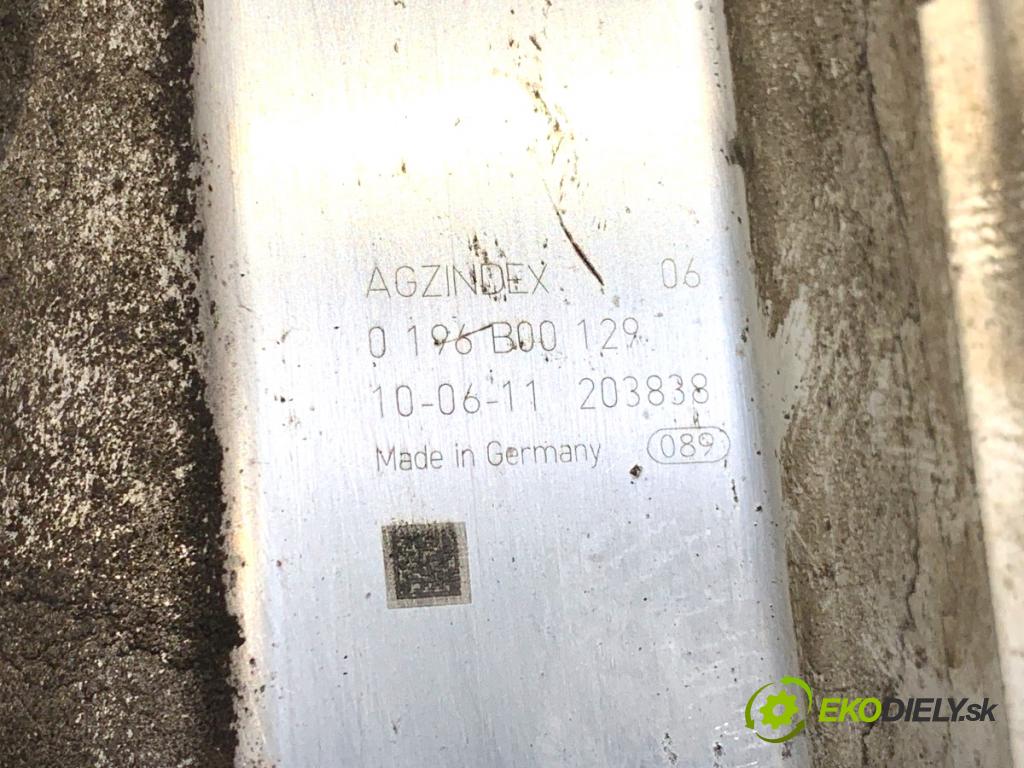 AGZINDEX: 06
0 196 B00 129
10-06-11 203838
Made in Germany 089
EKODIELY.sk